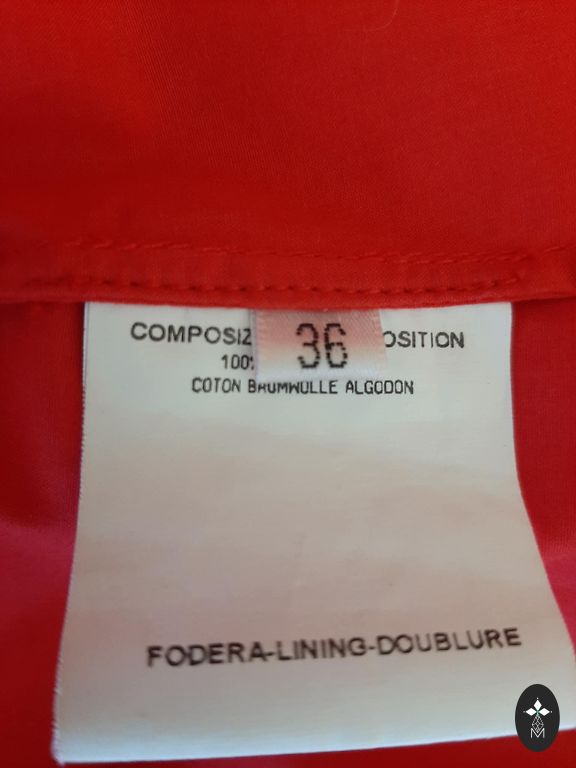 COMPOSIZ 36 OSITION
100%
COTON BAUMWOLLE ALGODON
FODERA-LINING-DOUBLURE